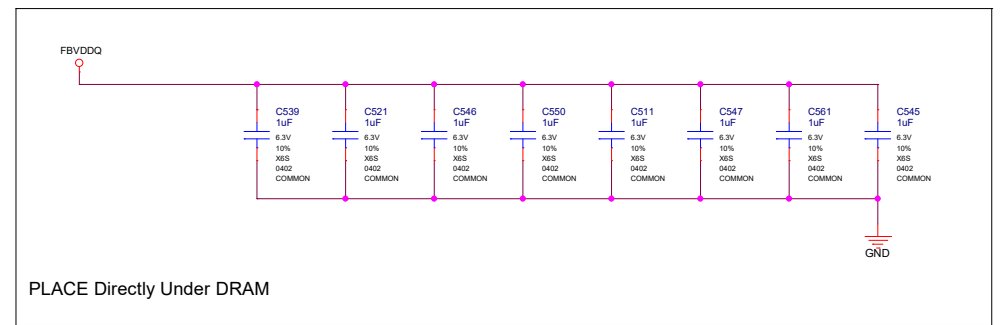 FBVDDQ
C539
1uF
6.3V
10%
X6S
0402
COMMON
C521
1uF
6.3V
10%
X6S
0402
COMMON
C546
1uF
6.3V
10%
X6S
0402
COMMON
C550
1uF
6.3V
10%
X6S
0402
COMMON
C511
1uF
6.3V
10%
X6S
0402
COMMON
C547
1uF
6.3V
10%
X6S
0402
COMMON
C561
1uF
6.3V
10%
X6S
0402
COMMON
C545
1uF
6.3V
10%
X6S
0402
COMMON
GND
PLACE Directly Under DRAM